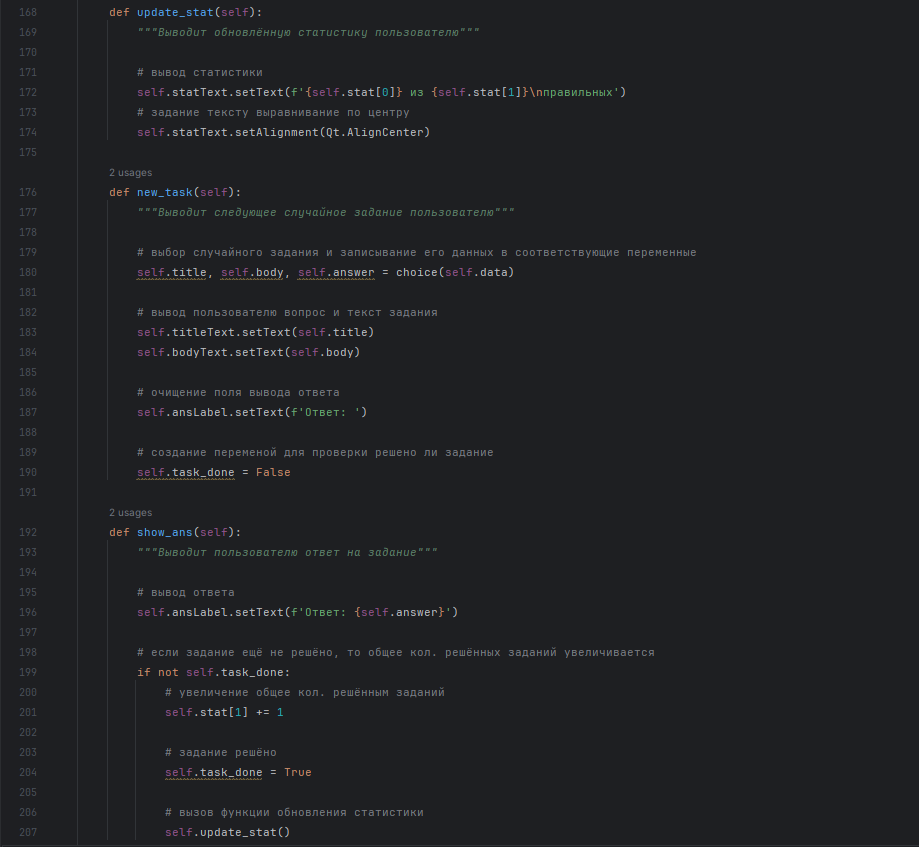 168 def update_stat(self):
169 """Выводит обновлённую статистику пользователю"""
170
171 # вывод статистики
172 self.statText.setText(f'{self.stat[0]} из {self.stat[1]}\nправильных')
173 # задание тексту выравнивание по центру
174 self.statText.setAlignment(Qt.AlignCenter)
175
2 usages
176 def new_task(self):
177 """Выводит следующее случайное задание пользователю"""
178
179 # выбор случайного задания и записывание его данных в соответствующие переменные
180 self.title, self.body, self.answer = choice(self.data)
181
182 # вывод пользователю вопрос и текст задания
183 self.titleText.setText(self.title)
184 self.bodyText.setText(self.body)
185
186 # очищение поля вывода ответа
187 self.ansLabel.setText(f'Ответ: ')
188
189 # создание переменой для проверки решено ли задание
190 self.task_done = False
191
2 usages
192 def show_ans(self):
193 """Выводит пользователю ответ на задание"""
194
195 # вывод ответа
196 self.ansLabel.setText(f'Ответ: {self.answer}')
197
198 # если задание ещё не решёно, то общее кол. решённых заданий увеличивается
199 if not self.task_done:
200 # увеличение общее кол. решённым заданий
201 self.stat[1] += 1
202
203 # задание решёно
204 self.task_done = True
205
206 # вызов функции обновления статистики
207 self.update_stat()